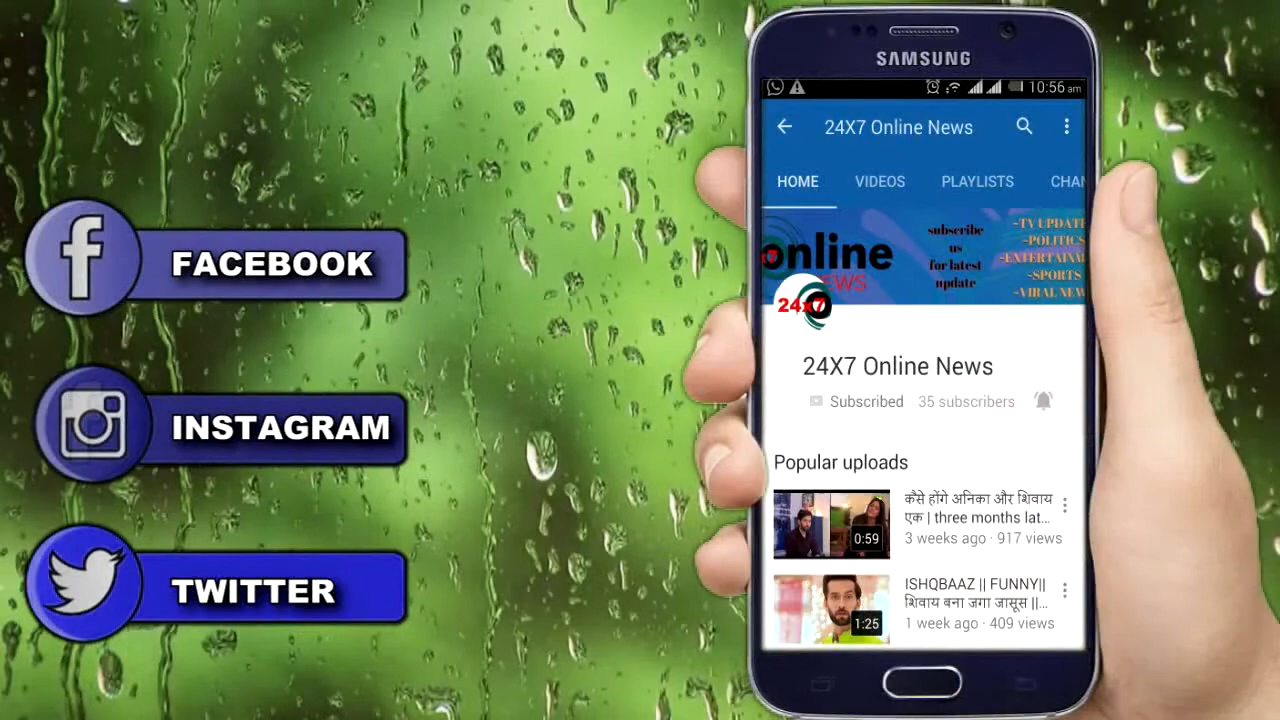 FACEBOOK
INSTAGRAM
TWITTER
SAMSUNG
10:56 am
24X7 Online News
HOME VIDEOS PLAYLISTS CHAN
online
NEWS
24x7
subscribe
us
for latest
update
~TV UPDATE
~POLITICS
~ENTERTAINM
~SPORTS
~VIRAL NEW
24X7 Online News
Subscribed 35 subscribers
Popular uploads
कैसे होंगे अनिका और शिवाय
एक | three months lat...
3 weeks ago · 917 views
0:59
ISHQBAAZ || FUNNY||
शिवाय बना जगा जासूस ||...
1 week ago · 409 views
1:25